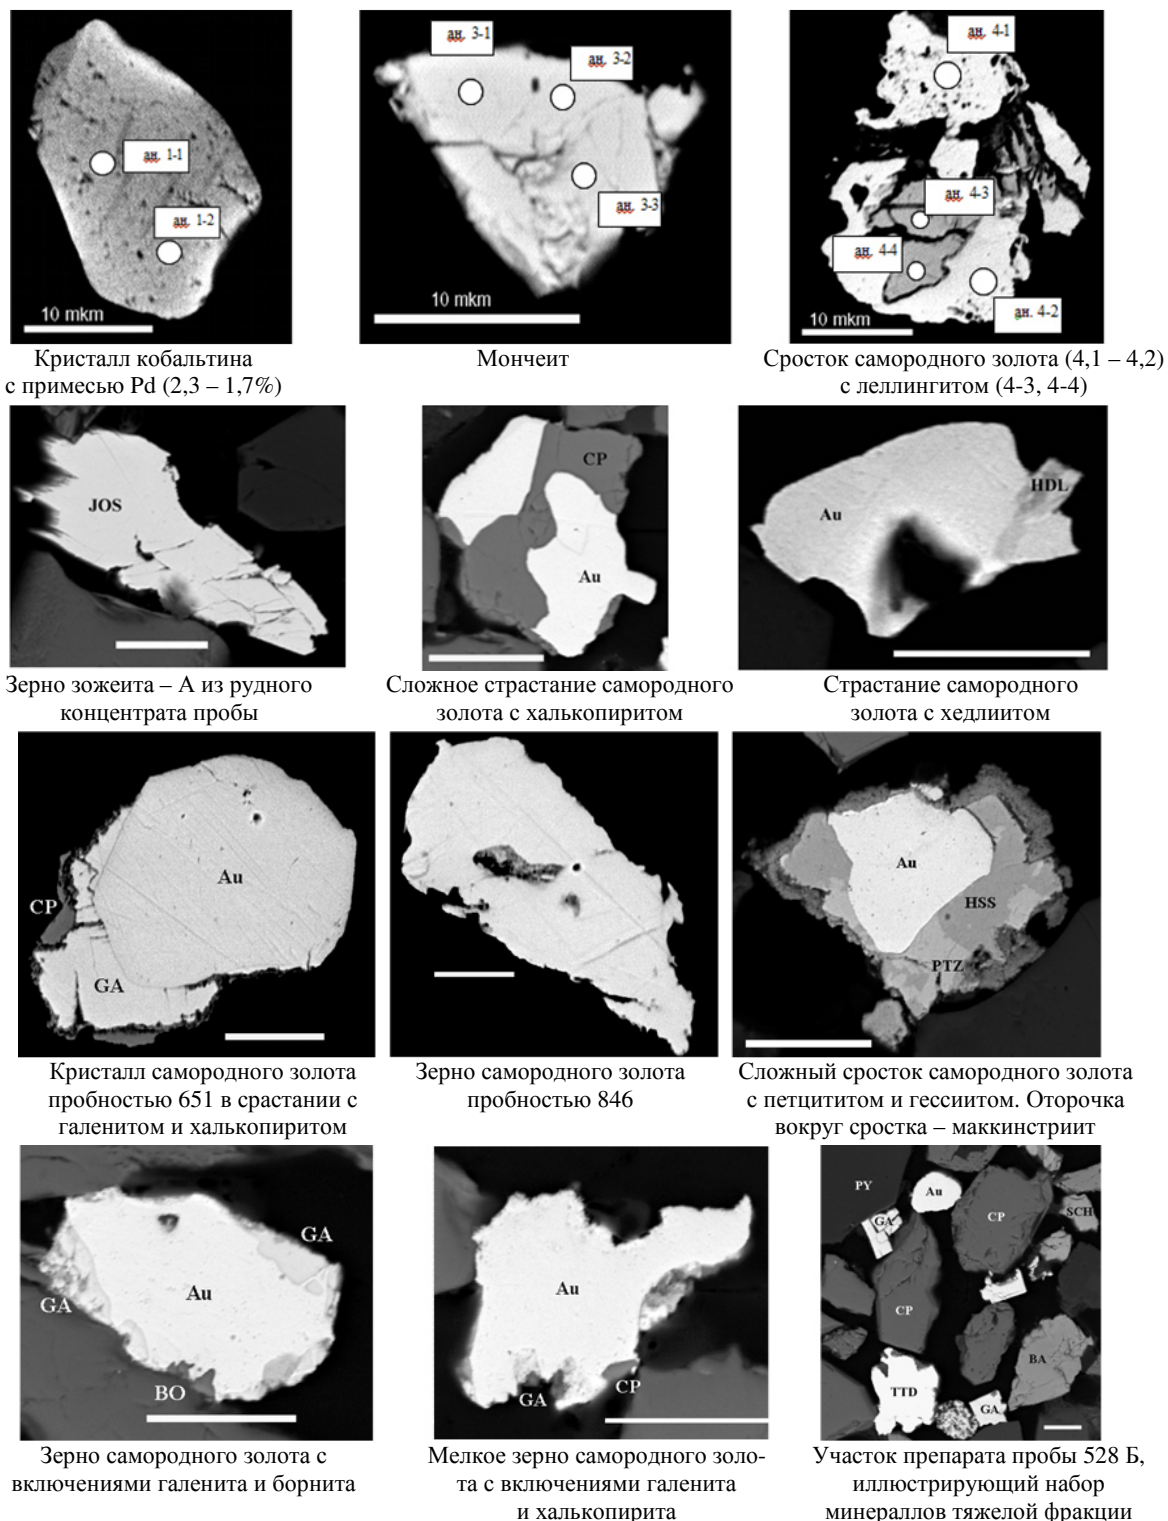 ан. 3-1
ан. 3-2
ан. 4-1
ан. 1-1
ан. 4-3
ан. 3-3
ан. 1-2
ан. 4-4
ан. 4-2
10 mkm
10 mkm
10 mkm
Кристалл кобальтина
с примесью Pd (2,3 – 1,7%)
Мончеит
Сросток самородного золота (4,1 – 4,2)
с леллингитом (4-3, 4-4)
JOS
CP
Au
Au
HDL
Зерно зожеита – А из рудного
концентрата пробы
Сложное страстание самородного
золота с халькопиритом
Страстание самородного
золота с хедлиитом
Au
CP
GA
Au
HSS
PTZ
Кристалл самородного золота
пробностью 651 в срастании с
галенитом и халькопиритом
Зерно самородного золота
пробностью 846
Сложный сросток самородного золота
с петцититом и гессиитом. Оторочка
вокруг сростка – маккинстриит
GA
Au
GA
BO
Au
GA
CP
PY
Au
GA
CP
SCH
CP
BA
TTD
GA
Зерно самородного золота с
включениями галенита и борнита
Мелкое зерно самородного золо-
та с включениями галенита
и халькопирита
Участок препарата пробы 528 Б,
иллюстрирующий набор
минераллов тяжелой фракции